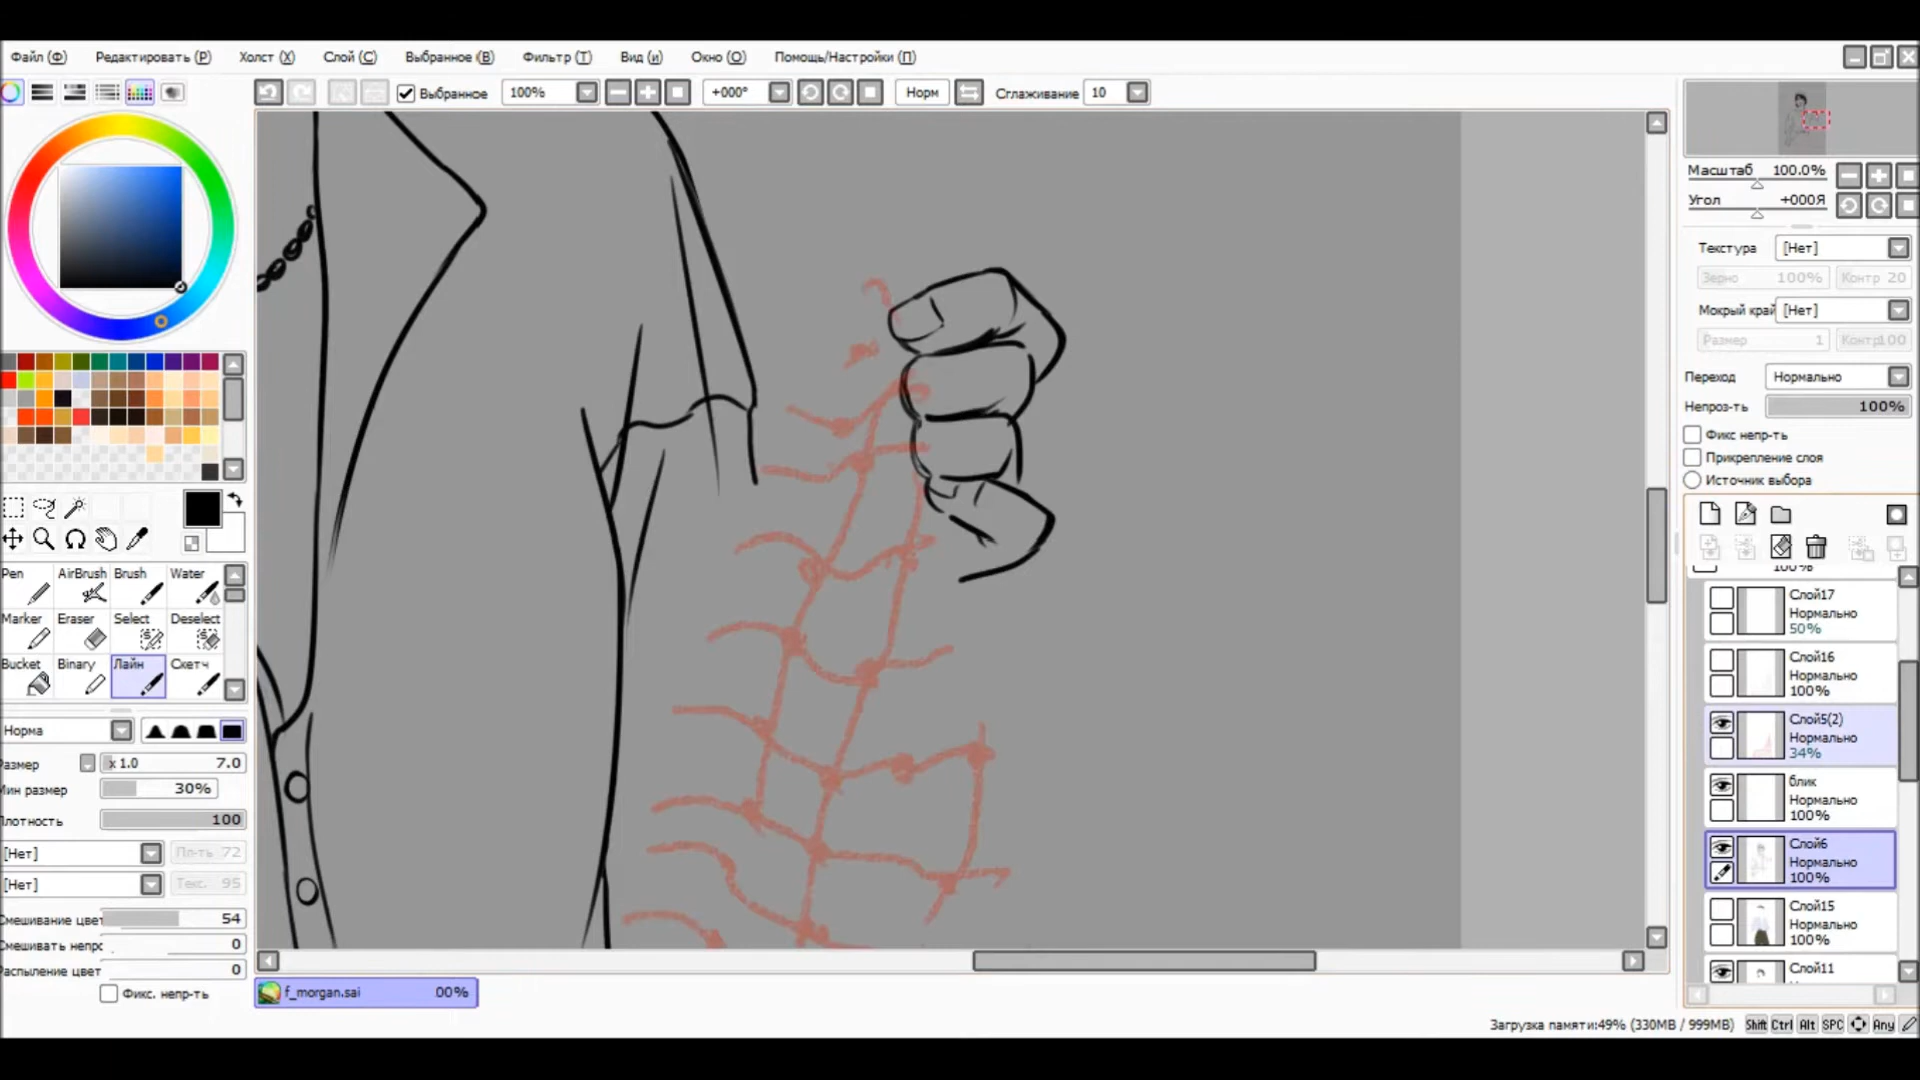 Файл (Ф) Редактировать (Р) Холст (Х) Слой (С) Выбранное (В) Фильтр (Т) Вид (и) Окно (О) Помощь/Настройки (П)
Выбранное 100% +000° Норм Сглаживание 10
Масштаб 100.0%
Угол +000Я
Текстура [Нет]
Зерно 100% Контр 20
Мокрый край [Нет]
Размер 1 Контр100
Переход Нормально
Непроз-ть 100%
Фикс непр-ть
Прикрепление слоя
Источник выбора
100%
Слой17
Нормально
50%
Слой16
Нормально
100%
Слой5(2)
Нормально
34%
блик
Нормально
100%
Слой6
Нормально
100%
Слой15
Нормально
100%
Слой11
Pen AirBrush Brush Water
Marker Eraser Select Deselect
Bucket Binary Лайн Скетч
Норма
азмер x 1.0 7.0
Мин размер 30%
лотность 100
[Нет] Пл-ть 72
[Нет] Текс. 95
Смешивание цвет 54
Смешивать непрс 0
Распыление цвет 0
Фикс. непр-ть
f_morgan.sai 00%
Загрузка памяти:49% (330MB / 999MB) Shift Ctrl Alt SPC Any